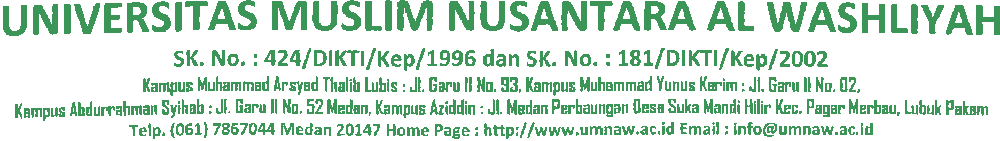 UNIVERSITAS MUSLIM NUSANTARA AL WASHLIYAH
SK. No. : 424/DIKTI/Kep/1996 dan SK. No. : 181/DIKTI/Kep/2002
Kampus Muhammad Arsyad Thalib Lubis : Jl. Garu II No. 93, Kampus Muhammad Yunus Karim : Jl. Garu II No. 02,
Kampus Abdurrahman Syihab : Jl. Garu II No. 52 Medan, Kampus Aziddin : Jl. Medan Perbaungan Desa Suka Mandi Hilir Kec. Pagar Merbau, Lubuk Pakam
Telp. (061) 7867044 Medan 20147 Home Page : http://www.umnaw.ac.id Email : info@umnaw.ac.id